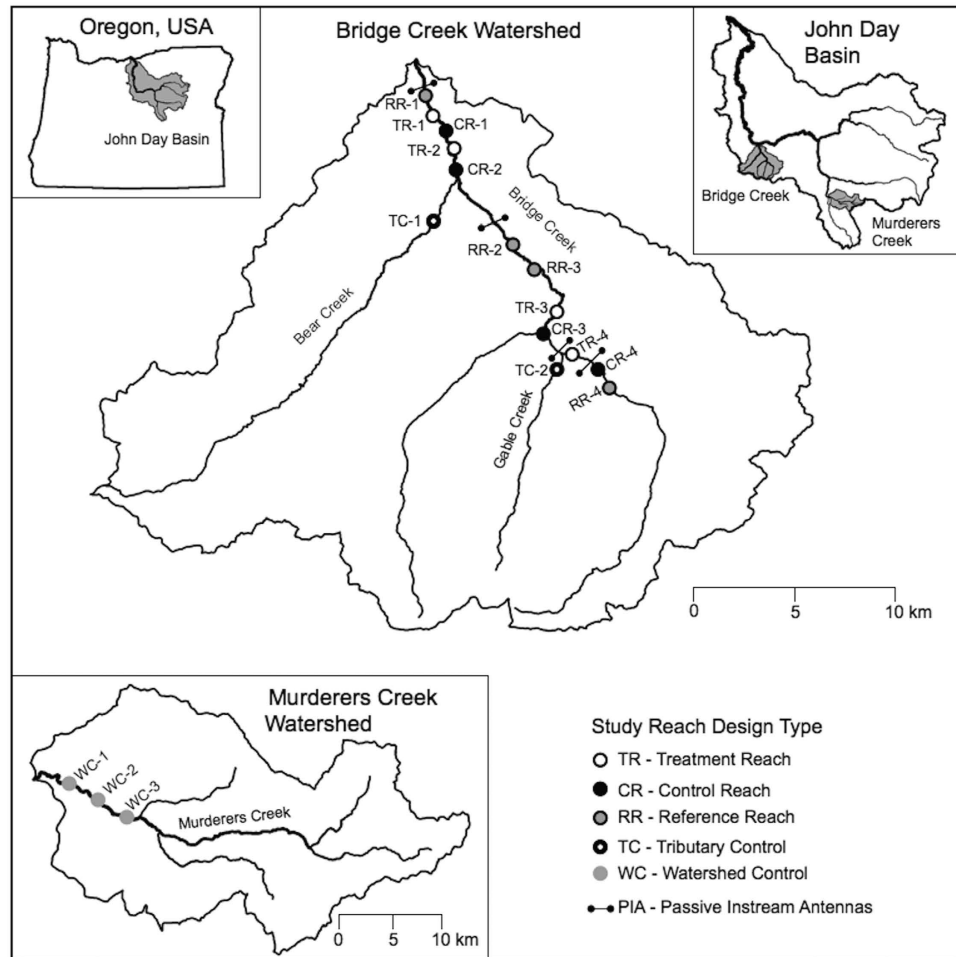 Oregon, USA
John Day Basin
Bridge Creek Watershed
RR-1
TR-1
CR-1
TR-2
CR-2
TC-1
Bridge Creek
RR-2
RR-3
Bear Creek
TR-3
CR-3
TR-4
TC-2
CR-4
RR-4
Gable Creek
John Day
Basin
Bridge Creek
Murderers
Creek
0 5 10 km
Murderers Creek
Watershed
WC-1
WC-2
WC-3
Murderers Creek
0 5 10 km
Study Reach Design Type
TR - Treatment Reach
CR - Control Reach
RR - Reference Reach
TC - Tributary Control
WC - Watershed Control
PIA - Passive Instream Antennas